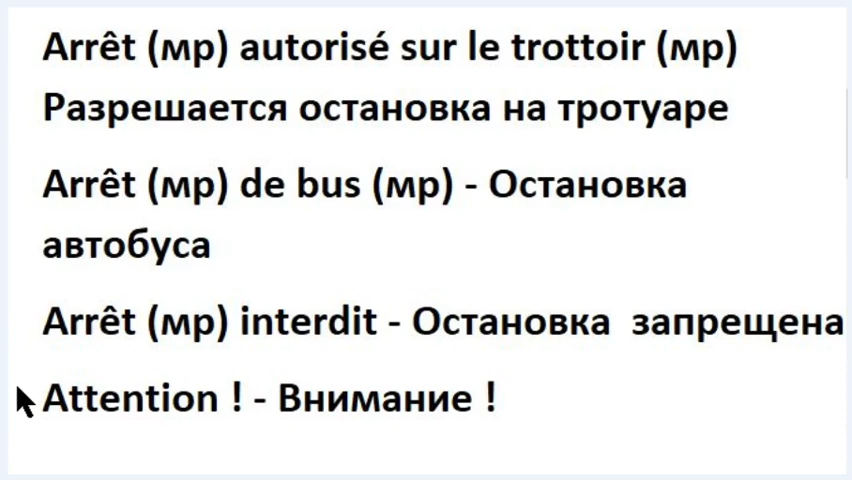 Arrêt (мр) autorisé sur le trottoir (мр)
Разрешается остановка на тротуаре
Arrêt (мр) de bus (мр) - Остановка
автобуса
Arrêt (мр) interdit - Остановка  запрещена
Attention ! - Внимание !